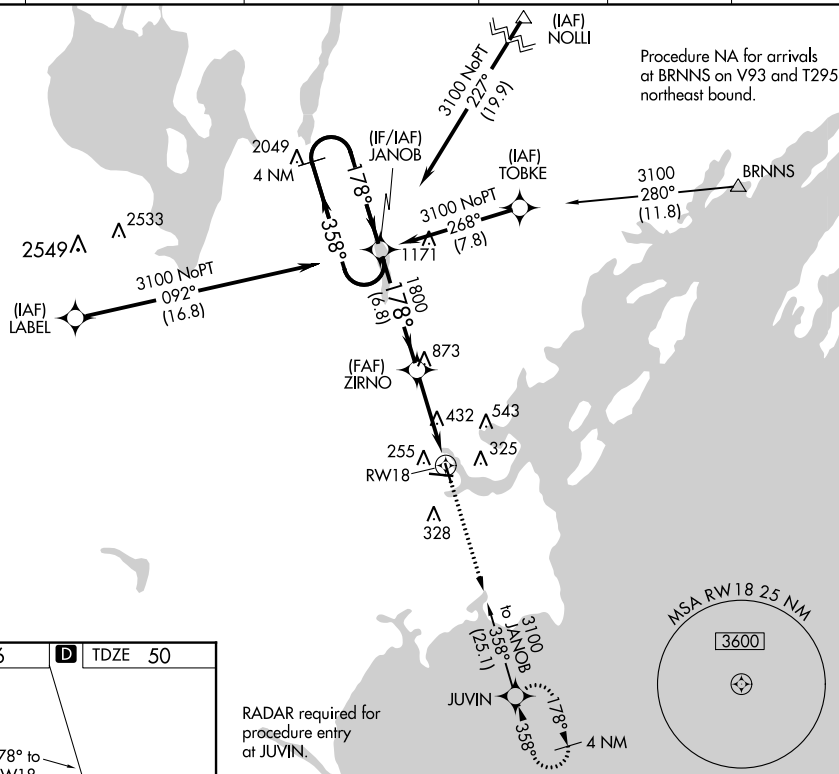 (IAF)
NOLLI
3100 NoPT
227°
(19.9)
Procedure NA for arrivals
at BRNNS on V93 and T295
northeast bound.
2049
4 NM
178°
358°
(IF/IAF)
JANOB
(IAF)
TOBKE
3100 NoPT
268°
(7.8)
3100
280°
(11.8)
BRNNS
2533
2549
1171
3100 NoPT
092°
(16.8)
(IAF)
LABEL
1800
178°
(6.8)
873
(FAF)
ZIRNO
432
543
255
325
RW18
328
3100
to JANOB
358°
(25.1)
JUVIN
178°
358°
4 NM
MSA RW18 25 NM
3600
RADAR required for
procedure entry
at JUVIN.
6
D TDZE 50
78° to
W18